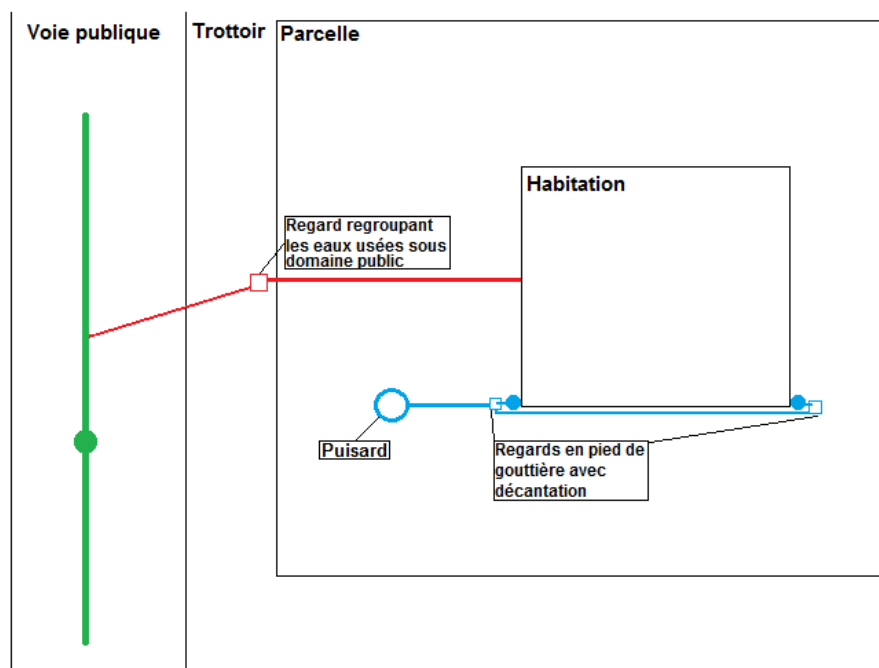 Voie publique
Trottoir
Parcelle
Habitation
Regard regroupant
les eaux usées sous
domaine public
Puisard
Regards en pied de
gouttière avec
décantation